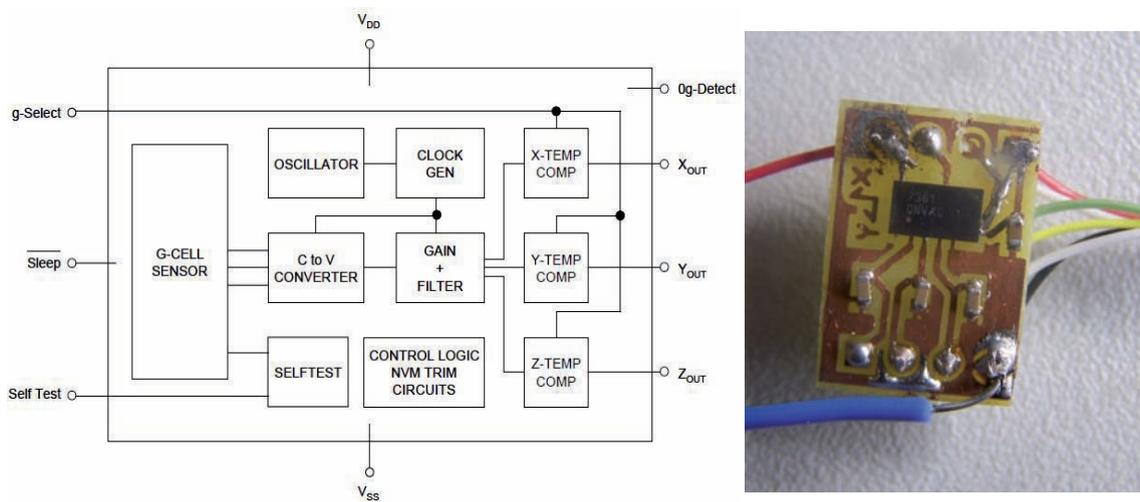 VDD
0g-Detect
g-Select
OSCILLATOR
CLOCK
GEN
X-TEMP
COMP
XOUT
Sleep
G-CELL
SENSOR
C to V
CONVERTER
GAIN
+
FILTER
Y-TEMP
COMP
YOUT
Self Test
SELFTEST
CONTROL LOGIC
NVM TRIM
CIRCUITS
Z-TEMP
COMP
ZOUT
VSS
X
Y